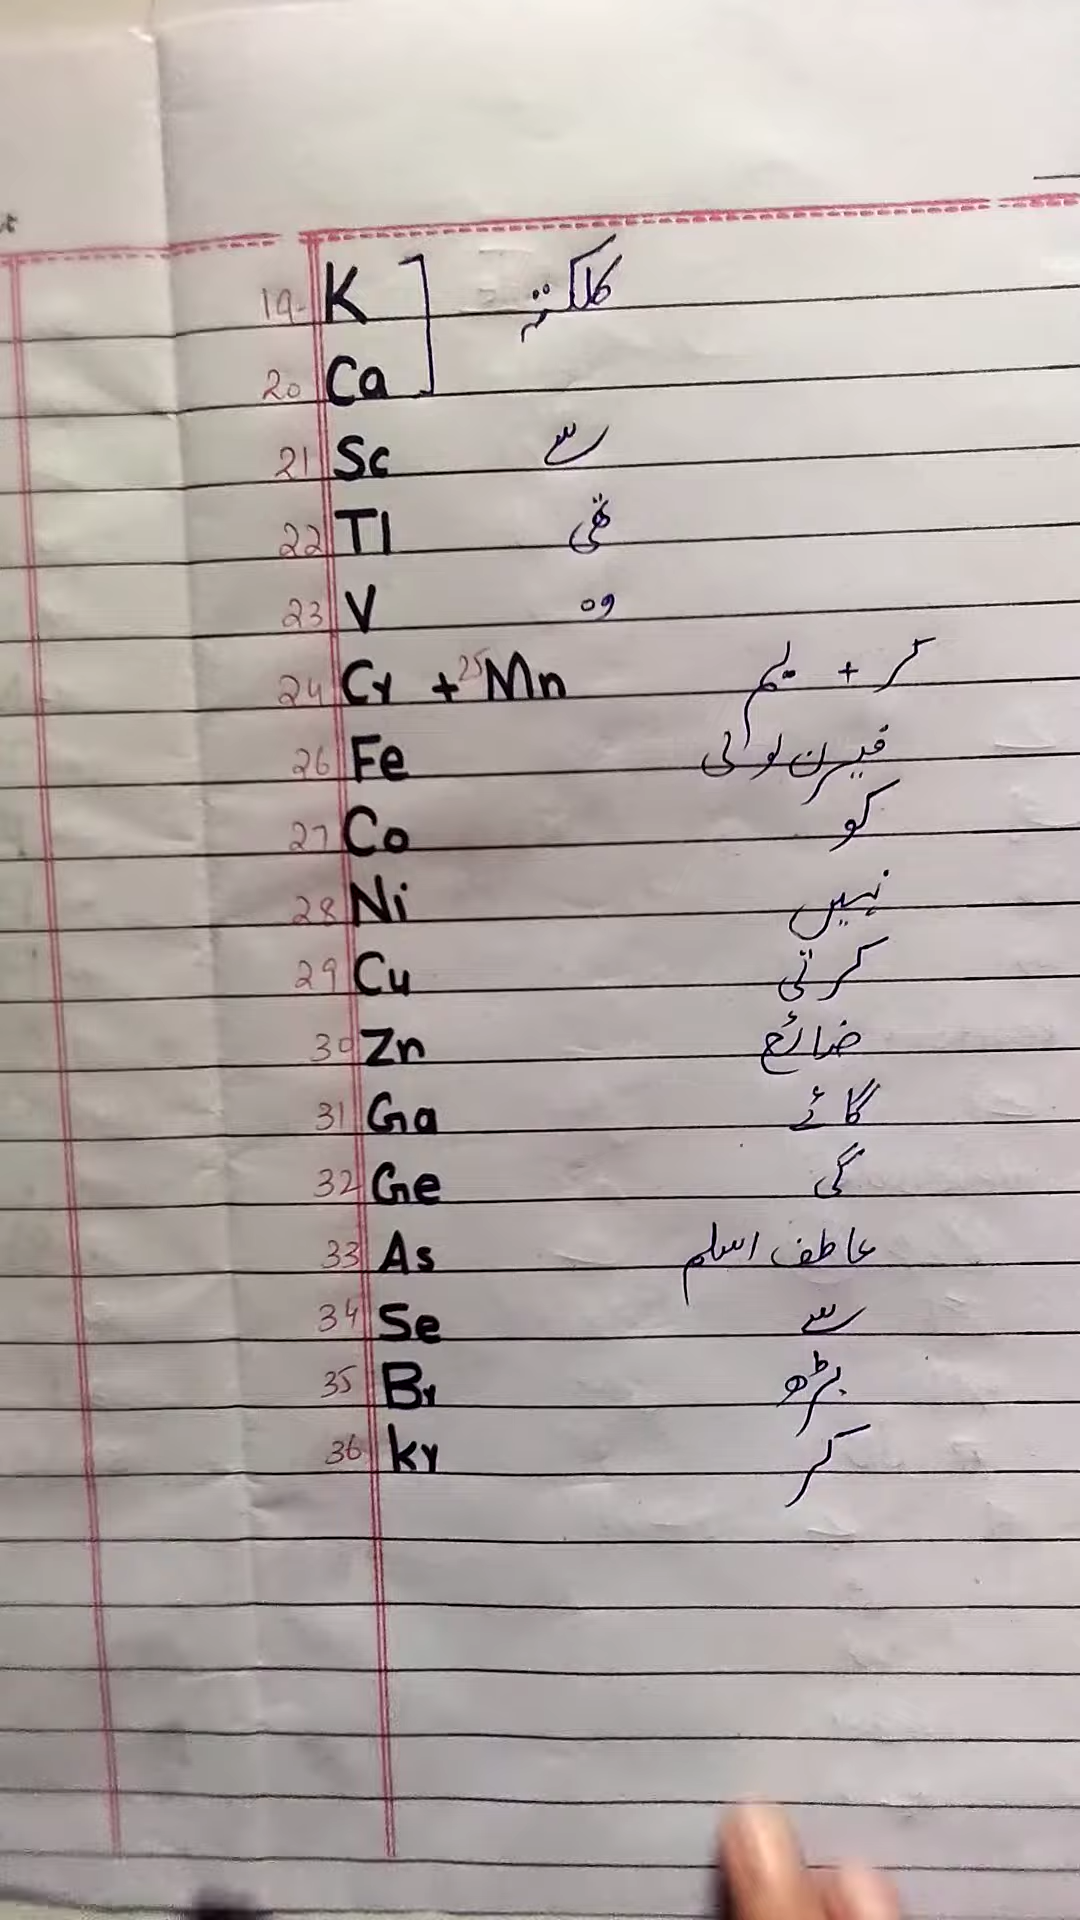 19- K کلکتہ
20 Ca
21 Sc سے
22 TI تھی
23 V وہ
24 Cr + 25 Mn کر + یم
26 Fe فیرن لولی
27 Co کو
28 Ni نہیں
29 Cu کرتی
30 Zn ضائع
31 Ga گائے
32 Ge گی
33 As عاطف اسلم
34 Se سے
35 Br بڑھ
36 kr کر